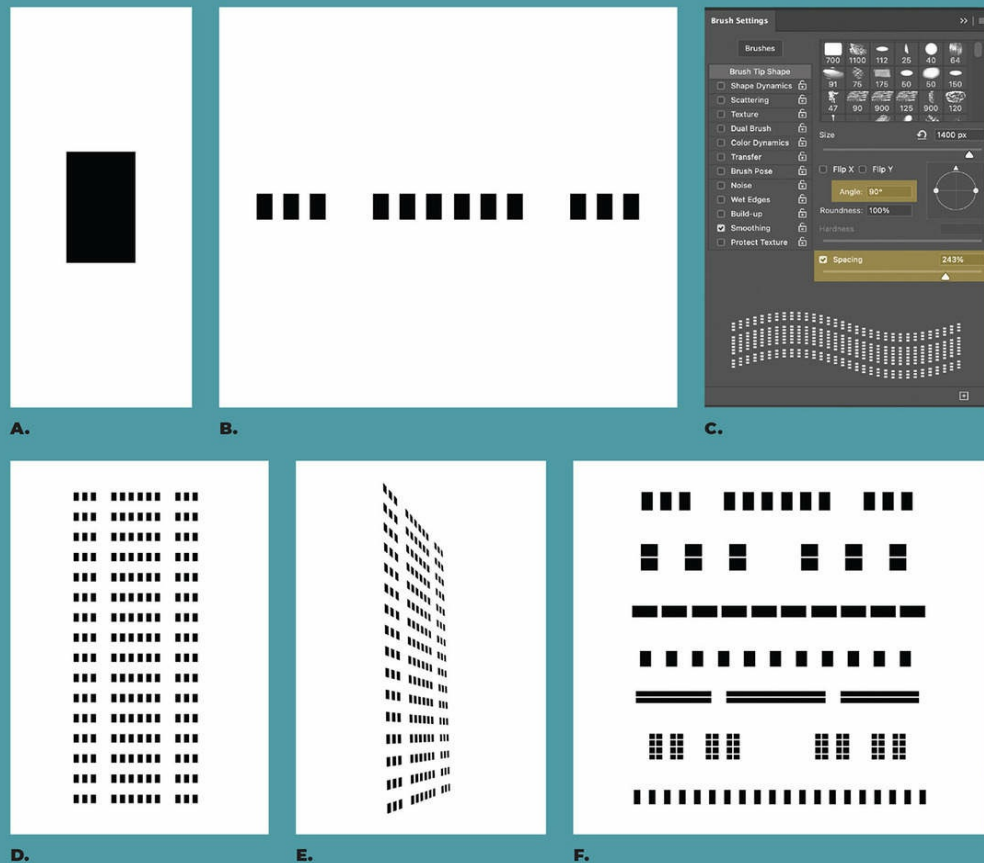 Brush Settings
Brushes
Brush Tip Shape
Shape Dynamics
Scattering
Texture
Dual Brush
Color Dynamics
Transfer
Brush Pose
Noise
Wet Edges
Build-up
Smoothing
Protect Texture
700 1100 112 25 40 64
91 75 175 50 50 150
47 90 900 125 900 120
Size 1400 px
Flip X Flip Y
Angle: 90°
Roundness: 100%
Hardness
Spacing 243%
A.
B.
C.
D.
E.
F.